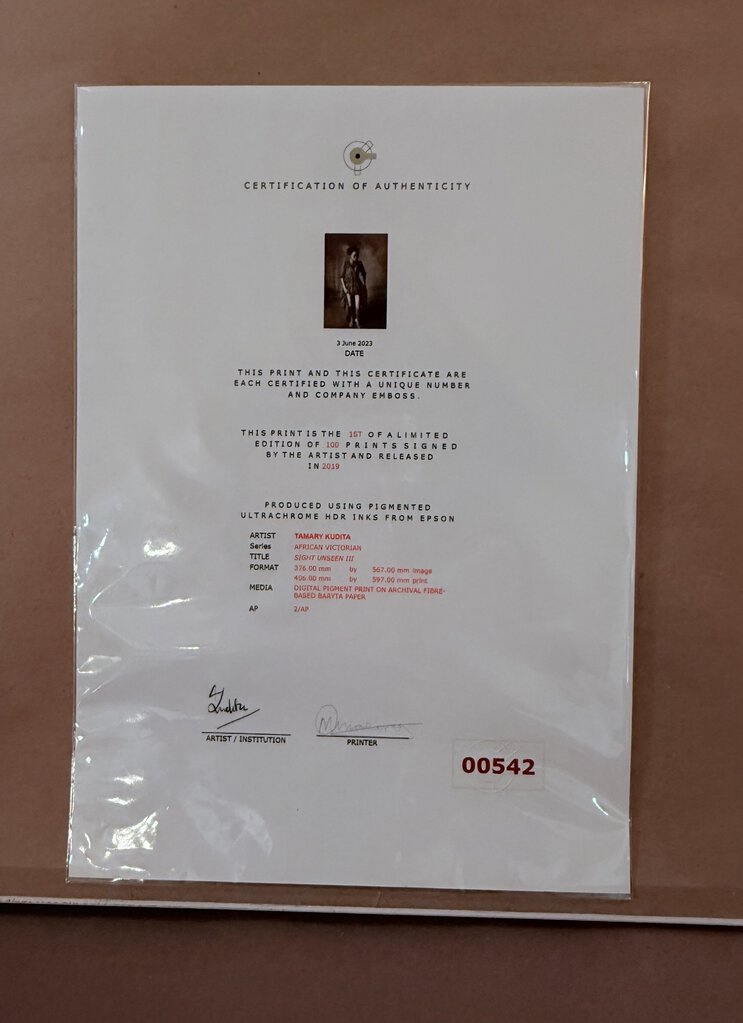 CERTIFICATION OF AUTHENTICITY
3 June 2023
DATE
THIS PRINT AND THIS CERTIFICATE ARE
EACH CERTIFIED WITH A UNIQUE NUMBER
AND COMPANY EMBOSS.
THIS PRINT IS THE 1ST OF A LIMITED
EDITION OF 100 PRINTS SIGNED
BY THE ARTIST AND RELEASED
IN 2019
PRODUCED USING PIGMENTED
ULTRACHROME HDR INKS FROM EPSON
ARTIST TAMARY KUDITA
Series AFRICAN VICTORIAN
TITLE SIGHT UNSEEN III
FORMAT 376.00 mm by 567.00 mm image
406.00 mm by 597.00 mm print
MEDIA DIGITAL PIGMENT PRINT ON ARCHIVAL FIBRE-
BASED BARYTA PAPER
AP 2/AP
Kudita
ARTIST / INSTITUTION
PRINTER
00542